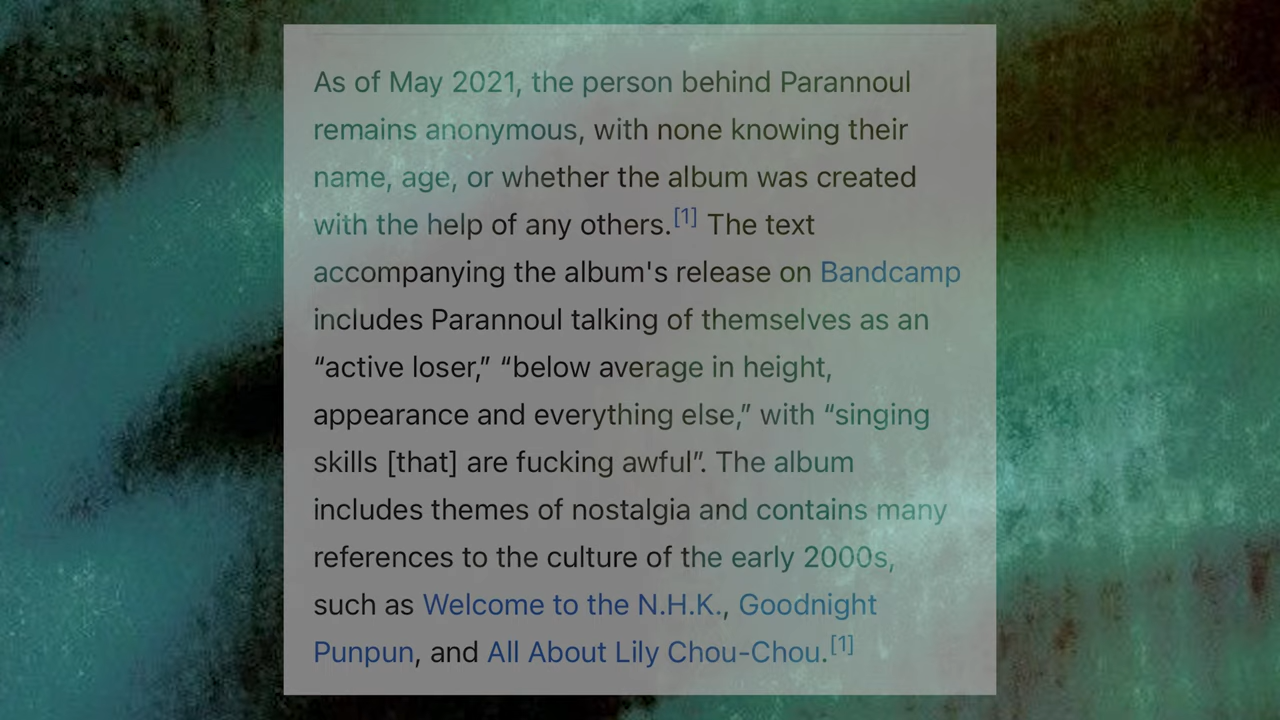 As of May 2021, the person behind Parannoul
remains anonymous, with none knowing their
name, age, or whether the album was created
with the help of any others.[1] The text
accompanying the album's release on Bandcamp
includes Parannoul talking of themselves as an
“active loser,” “below average in height,
appearance and everything else,” with “singing
skills [that] are fucking awful”. The album
includes themes of nostalgia and contains many
references to the culture of the early 2000s,
such as Welcome to the N.H.K., Goodnight
Punpun, and All About Lily Chou-Chou.[1]